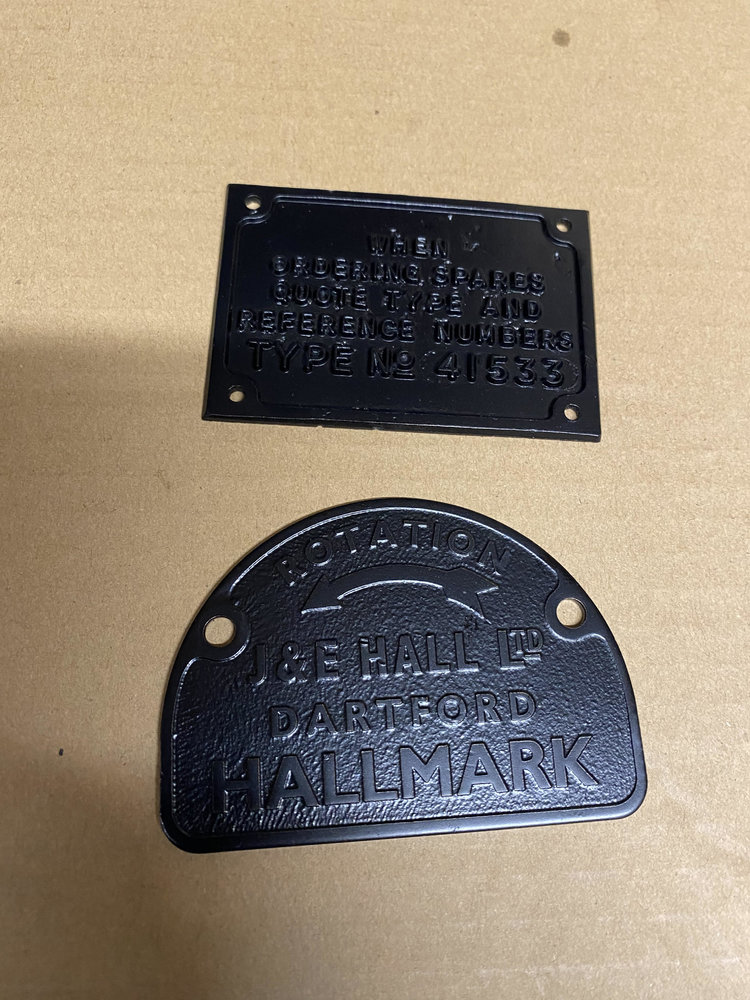 WHEN
ORDERING SPARES
QUOTE TYPE AND
REFERENCE NUMBERS
TYPE No 41533
ROTATION
J&E HALL LTD
DARTFORD
HALLMARK